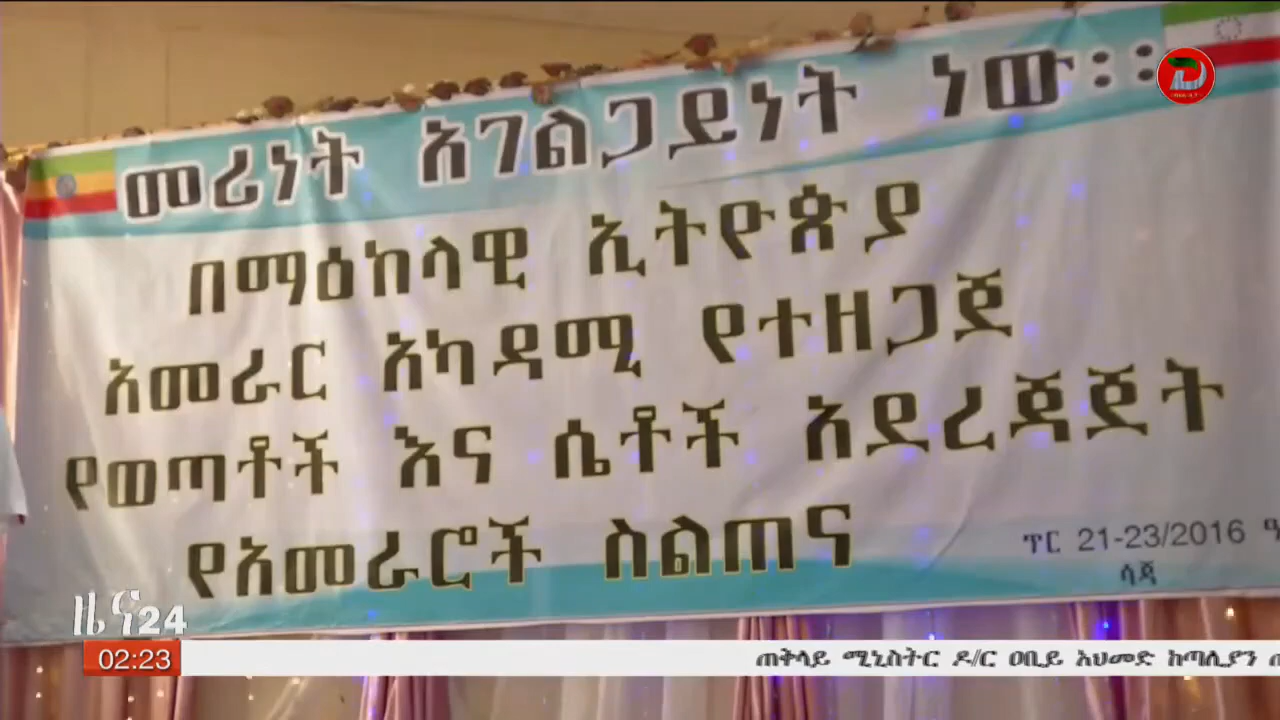 መሪነት አገልጋይነት ነው፡፡
በማዕከላዊ ኢትዮጵያ
አመራር አካዳሚ የተዘጋጀ
የወጣቶች እና ሴቶች አደረጃጀት
የአመራሮች ስልጠና
ጥር 21-23/2016 ዓ
ሳጃ
ዜና24
02:23
ጠቅላይ ሚኒስትር ዶ/ር ዐቢይ አህመድ ከጣሊያን